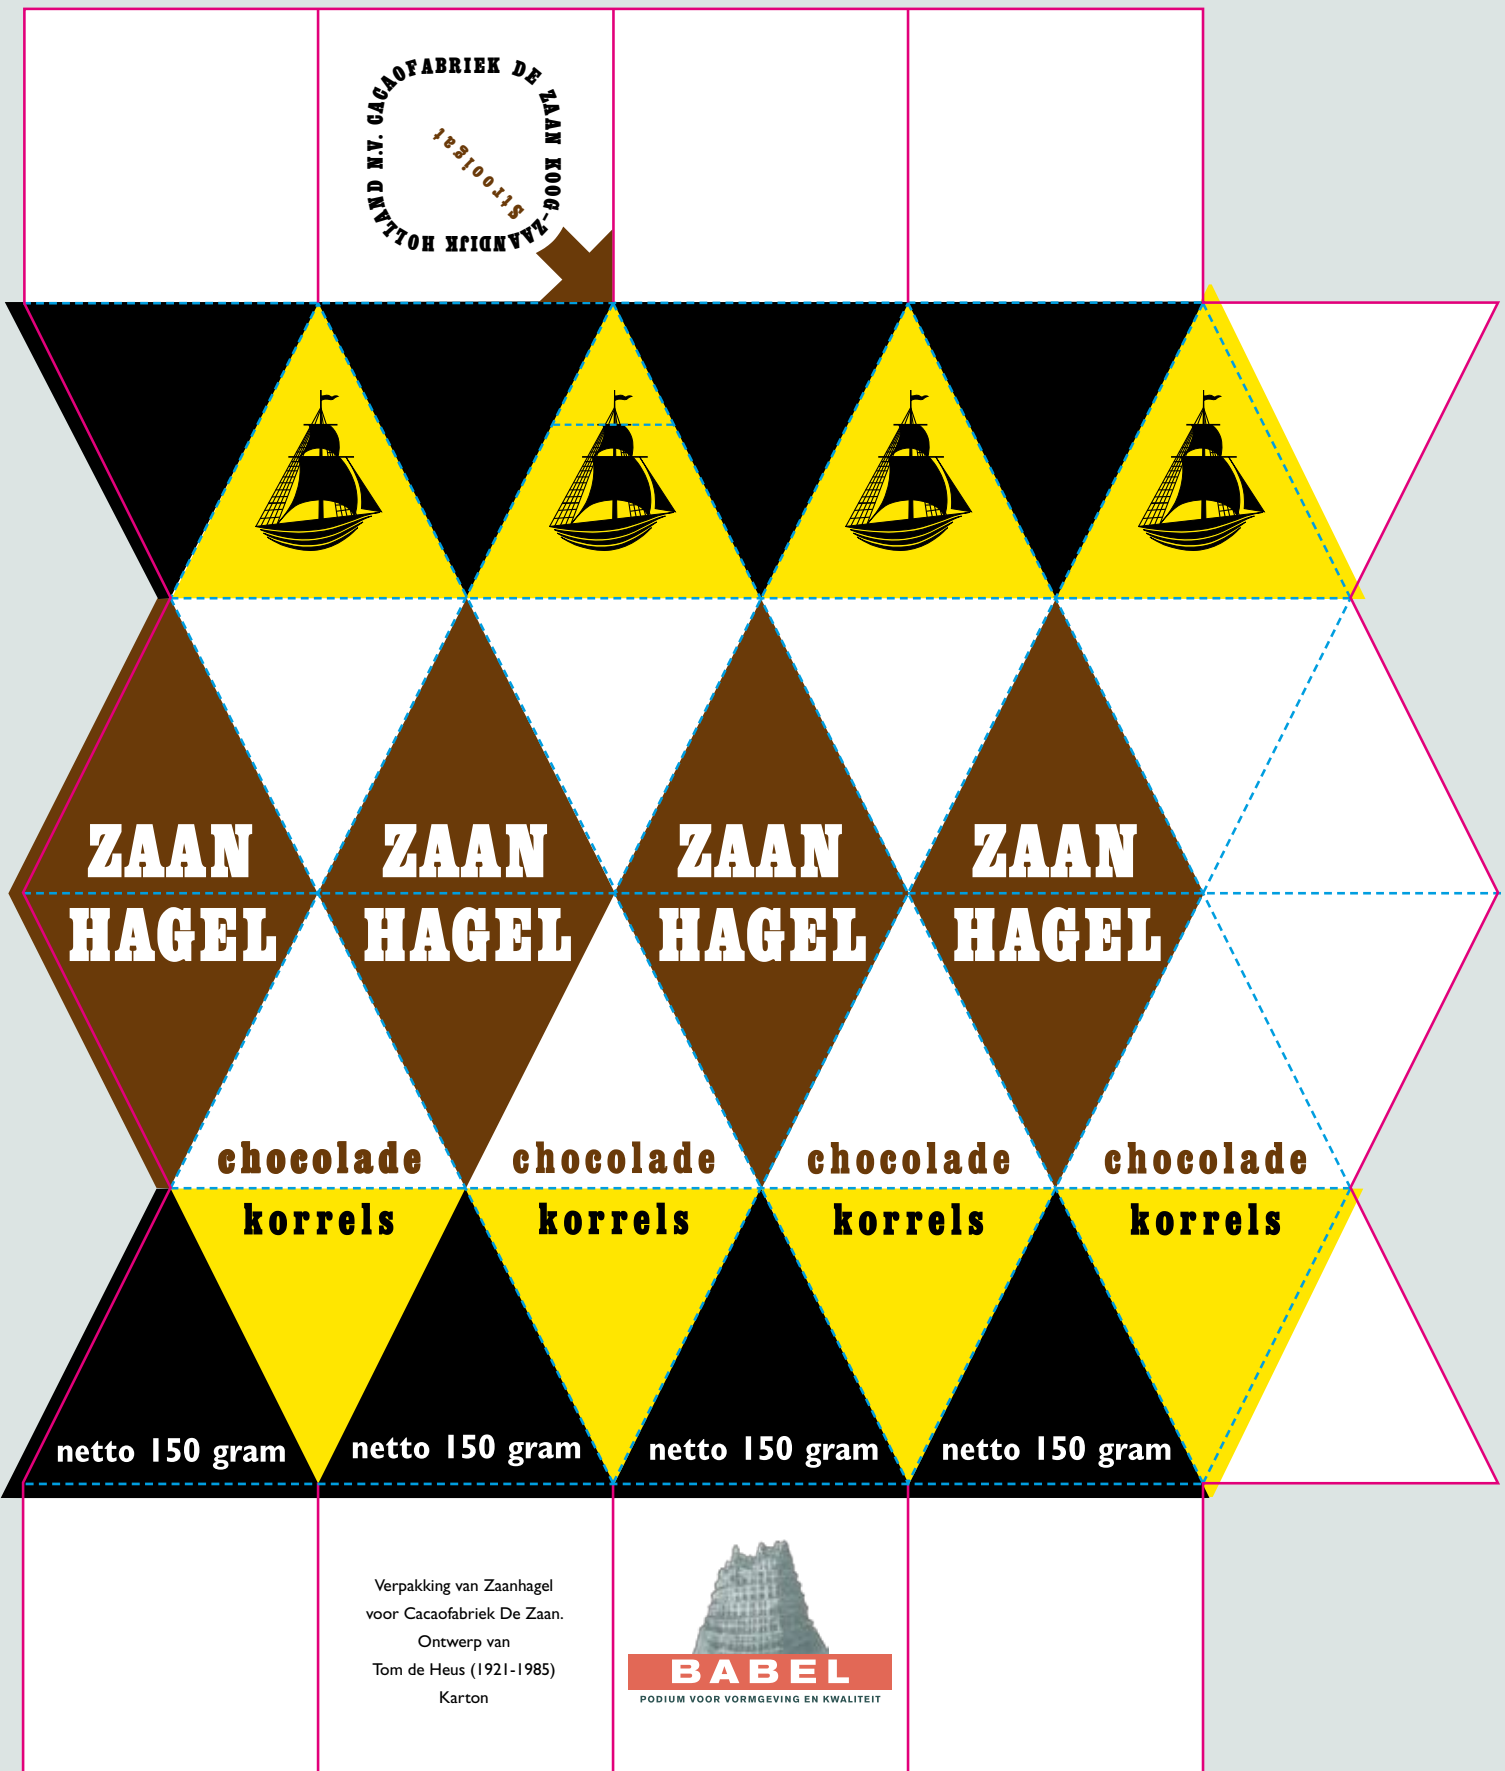 N.V. CACAOFABRIEK DE ZAAN KOOG-ZAANDIJK HOLLAND
Strooigat
ZAAN ZAAN ZAAN ZAAN
HAGEL HAGEL HAGEL HAGEL
chocolade chocolade chocolade chocolade
korrels korrels korrels korrels
netto 150 gram netto 150 gram netto 150 gram netto 150 gram
Verpakking van Zaanhagel
voor Cacaofabriek De Zaan.
Ontwerp van
Tom de Heus (1921-1985)
Karton
BABEL
PODIUM VOOR VORMGEVING EN KWALITEIT